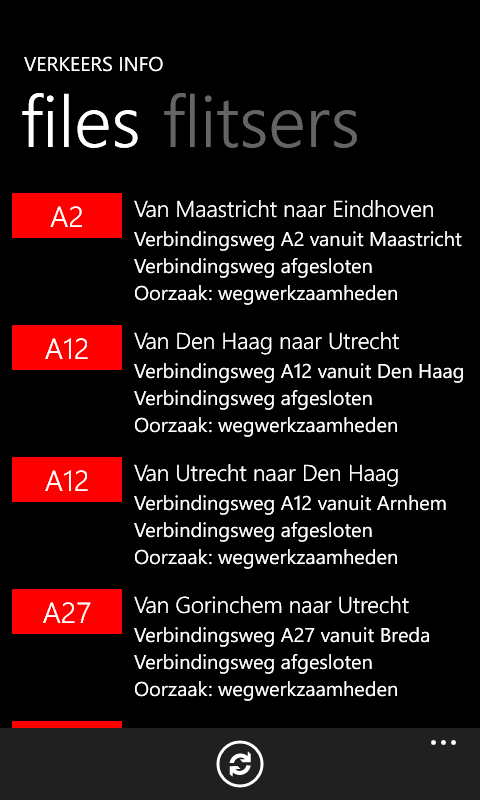 VERKEERS INFO
files flitsers
A2
Van Maastricht naar Eindhoven
Verbindingsweg A2 vanuit Maastricht
Verbindingsweg afgesloten
Oorzaak: wegwerkzaamheden
A12
Van Den Haag naar Utrecht
Verbindingsweg A12 vanuit Den Haag
Verbindingsweg afgesloten
Oorzaak: wegwerkzaamheden
A12
Van Utrecht naar Den Haag
Verbindingsweg A12 vanuit Arnhem
Verbindingsweg afgesloten
Oorzaak: wegwerkzaamheden
A27
Van Gorinchem naar Utrecht
Verbindingsweg A27 vanuit Breda
Verbindingsweg afgesloten
Oorzaak: wegwerkzaamheden